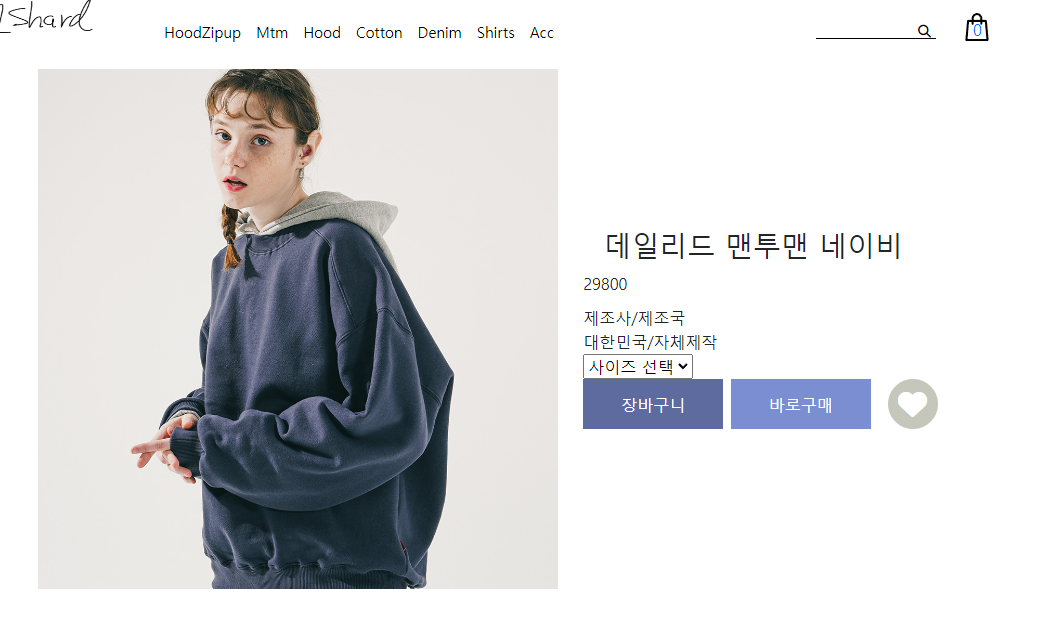 Shard
HoodZipup Mtm Hood Cotton Denim Shirts Acc
0
데일리드 맨투맨 네이비
29800
제조사/제조국
대한민국/자체제작
사이즈 선택
장바구니 바로구매